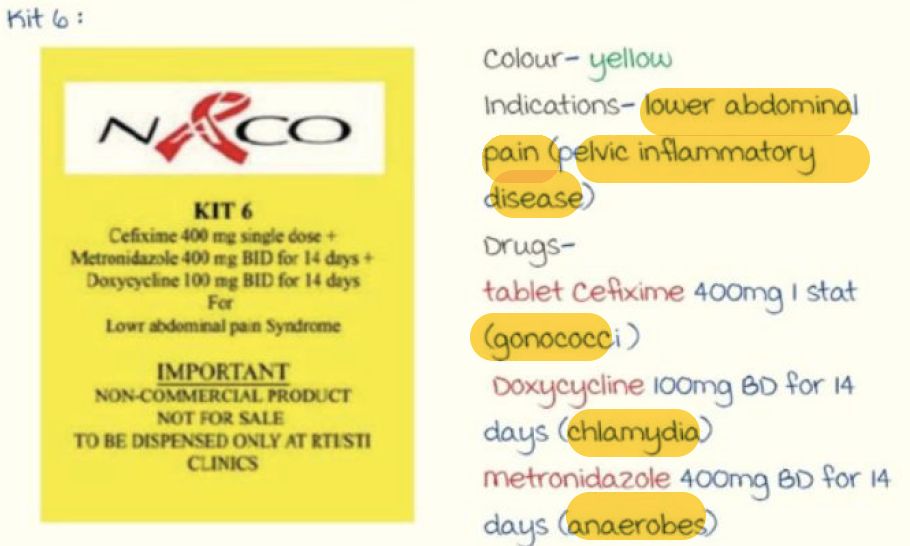 Kit 6 :
NACO
KIT 6
Cefixime 400 mg single dose +
Metronidazole 400 mg BID for 14 days +
Doxycycline 100 mg BID for 14 days
For
Lowr abdominal pain Syndrome
IMPORTANT
NON-COMMERCIAL PRODUCT
NOT FOR SALE
TO BE DISPENSED ONLY AT RTI/STI
CLINICS
Colour- yellow
Indications- lower abdominal
pain (pelvic inflammatory
disease)
Drugs-
tablet Cefixime 400mg 1 stat
(gonococci)
Doxycycline 100mg BD for 14
days (chlamydia)
metronidazole 400mg BD for 14
days (anaerobes)